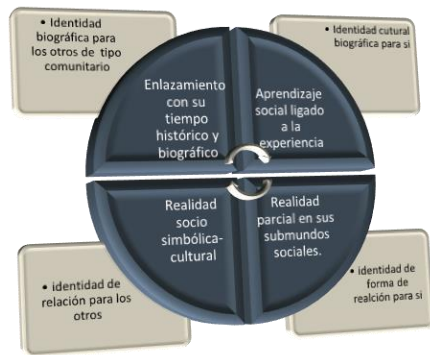 • Identidad
biográfica para
los otros de tipo
comunitario
• Identidad cutural
biográfica para si
Enlazamiento
con su
tiempo
histórico y
biográfico
Aprendizaje
social ligado
a la
experiencia
Realidad
socio
simbólica-
cultural
Realidad
parcial en sus
submundos
sociales.
• identidad de
relación para los
otros
• identidad de
forma de
realción para si